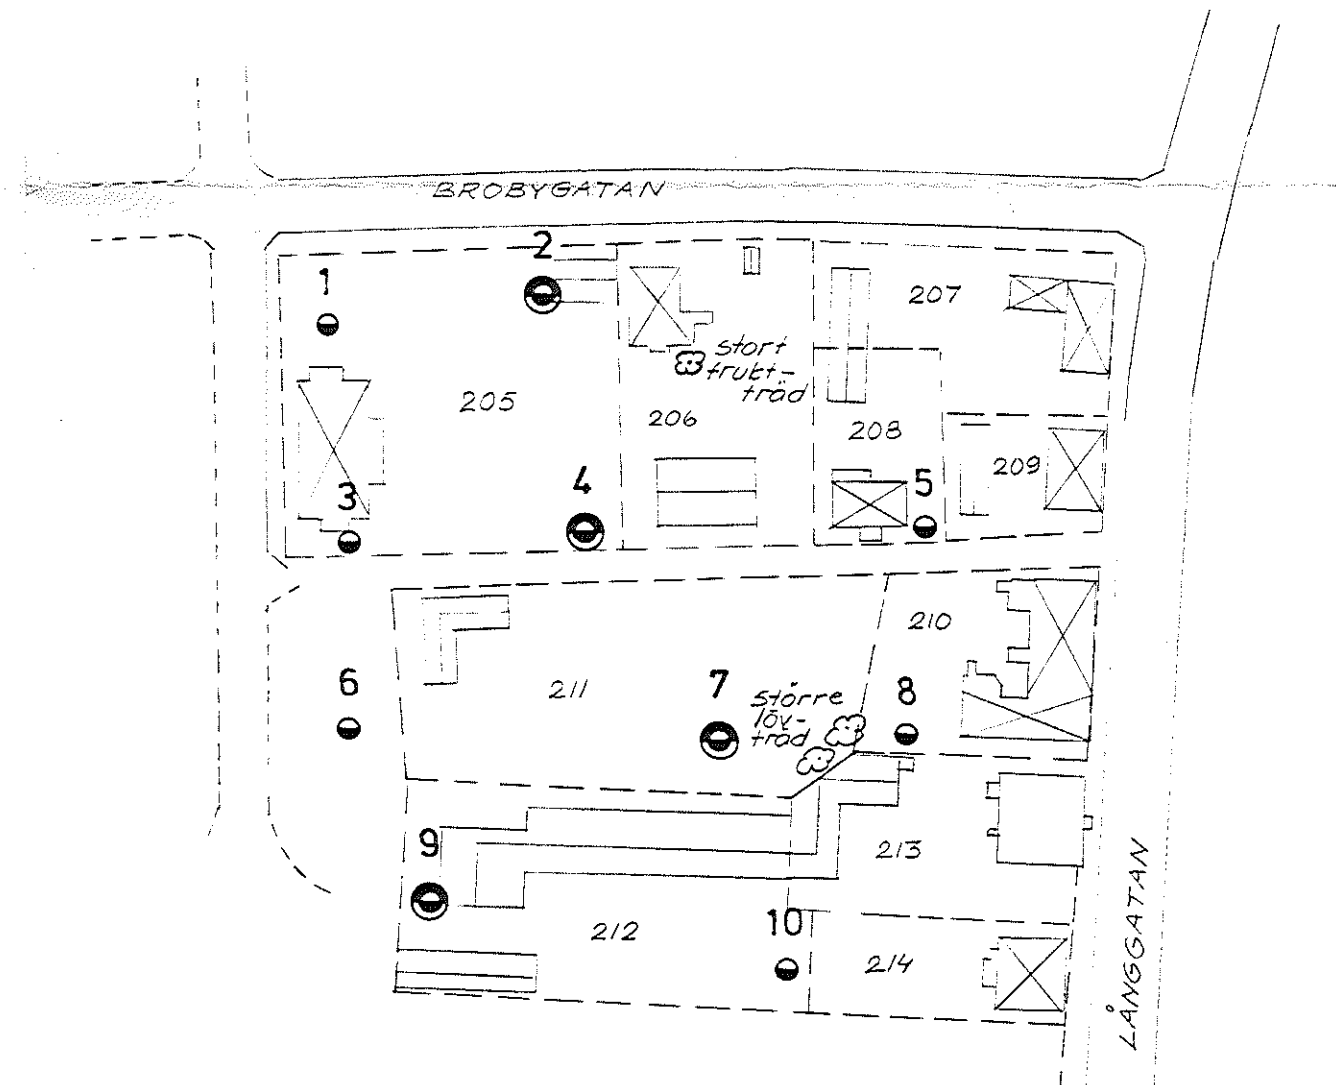 BROBYGATAN
2
1
207
stort
frukt-
träd
205
206
208
209
4
5
3
210
6
211
7
större
löv-
träd
8
9
213
212
10
214
LÅNGGATAN